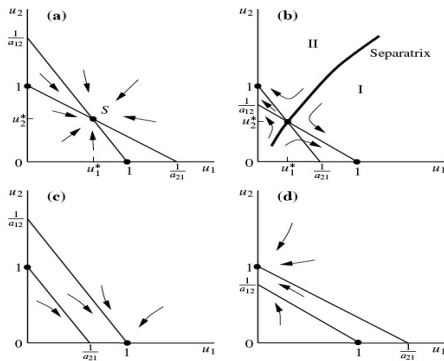 u₂ (a)
1/a₁₂
1
S
u₂*
0 u₁* 1 1/a₂₁ u₁
u₂ (b)
II
Separatrix
I
1
1/a₁₂
u₂*
0 u₁* 1/a₂₁ 1 u₁
u₂ (c)
1/a₁₂
1
0 1/a₂₁ 1 u₁
u₂ (d)
1
1/a₁₂
0 1 1/a₂₁ u₁